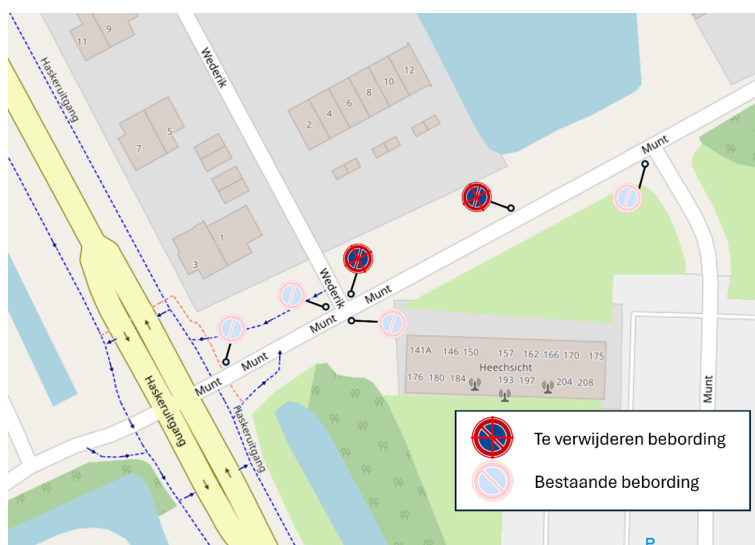 9
11
Haskeruitgang
Wederik
12
10
8
6
4
2
5
7
Munt
1
3
Wederik
Munt
Munt
Munt
Munt
141A 146 150 157 162 166 170 175
Heechsicht
176 180 184 193 197 204 208
Haskeruitgang
Haskeruitgang
Munt
Te verwijderen bebording
Bestaande bebording
P